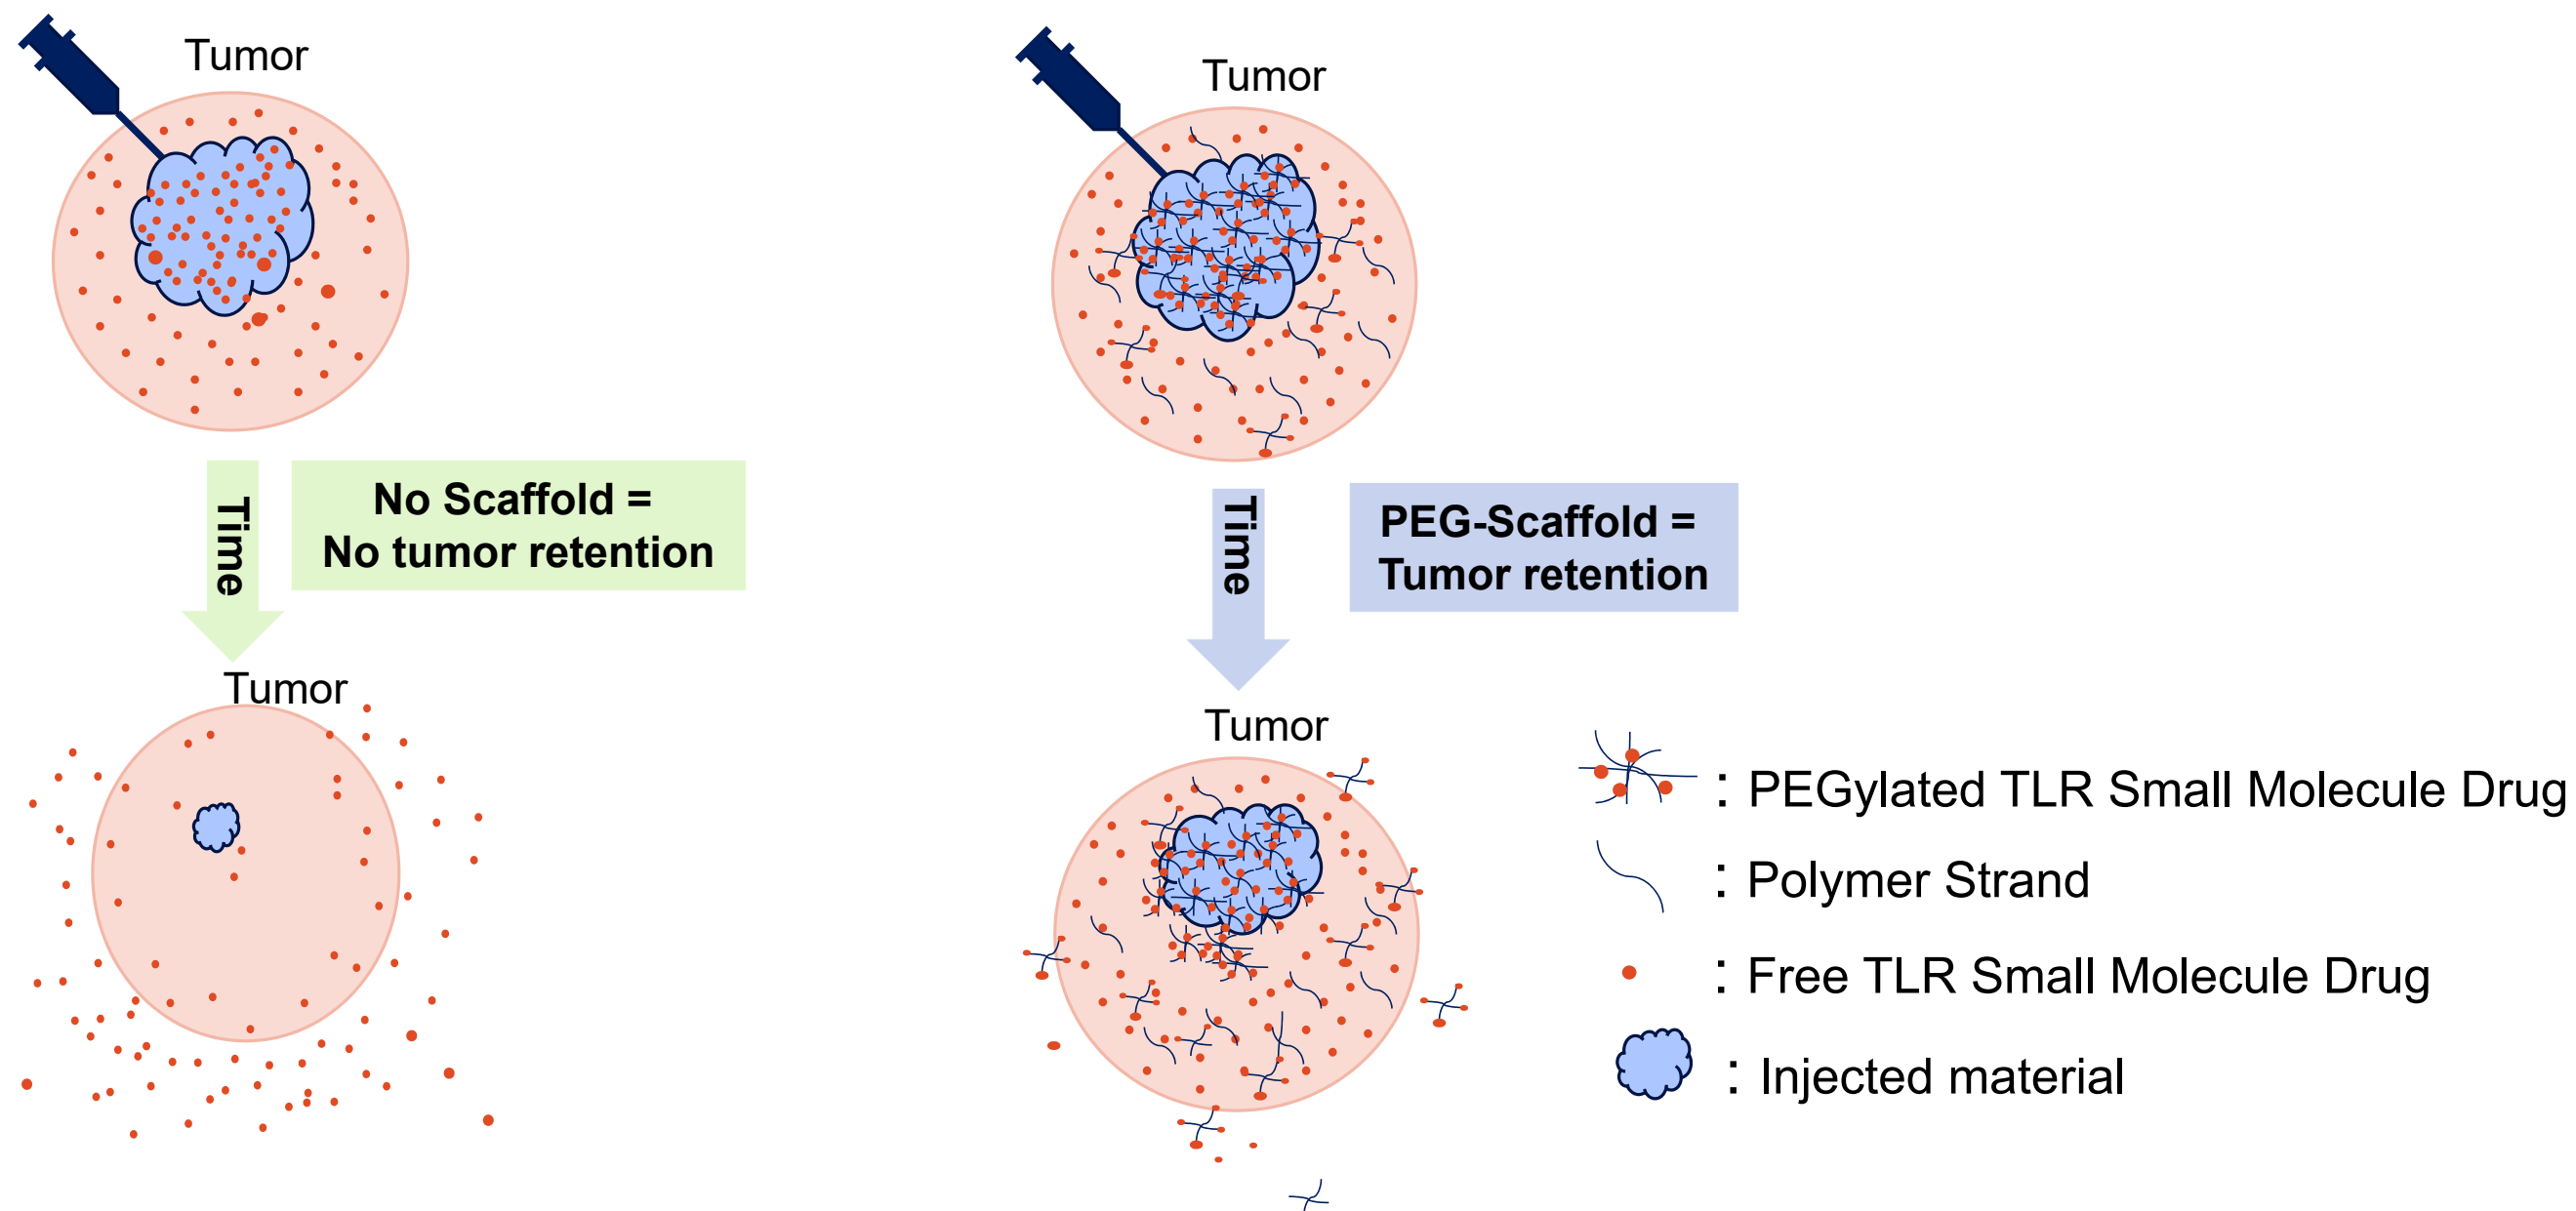 Tumor
Time
No Scaffold =
No tumor retention
Tumor
Tumor
Time
PEG-Scaffold =
Tumor retention
Tumor
: PEGylated TLR Small Molecule Drug
: Polymer Strand
: Free TLR Small Molecule Drug
: Injected material